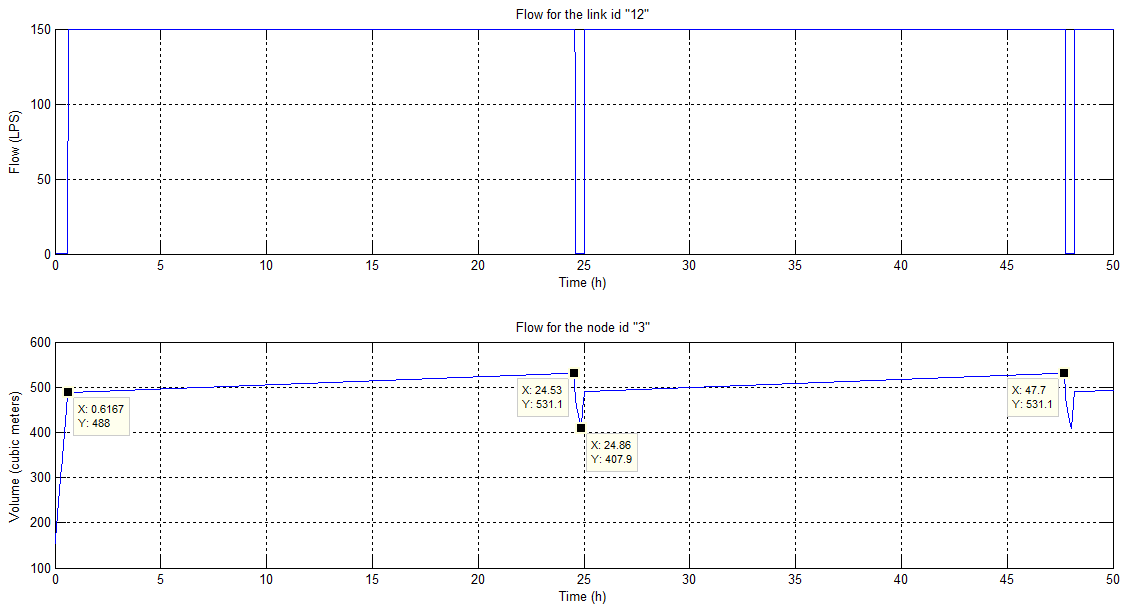 Flow for the link id "12"
150
100
50
0
Flow (LPS)
0 5 10 15 20 25 30 35 40 45 50
Time (h)
Flow for the node id "3"
600
500
400
300
200
100
Volume (cubic meters)
X: 0.6167
Y: 488
X: 24.53
Y: 531.1
X: 24.86
Y: 407.9
X: 47.7
Y: 531.1
0 5 10 15 20 25 30 35 40 45 50
Time (h)